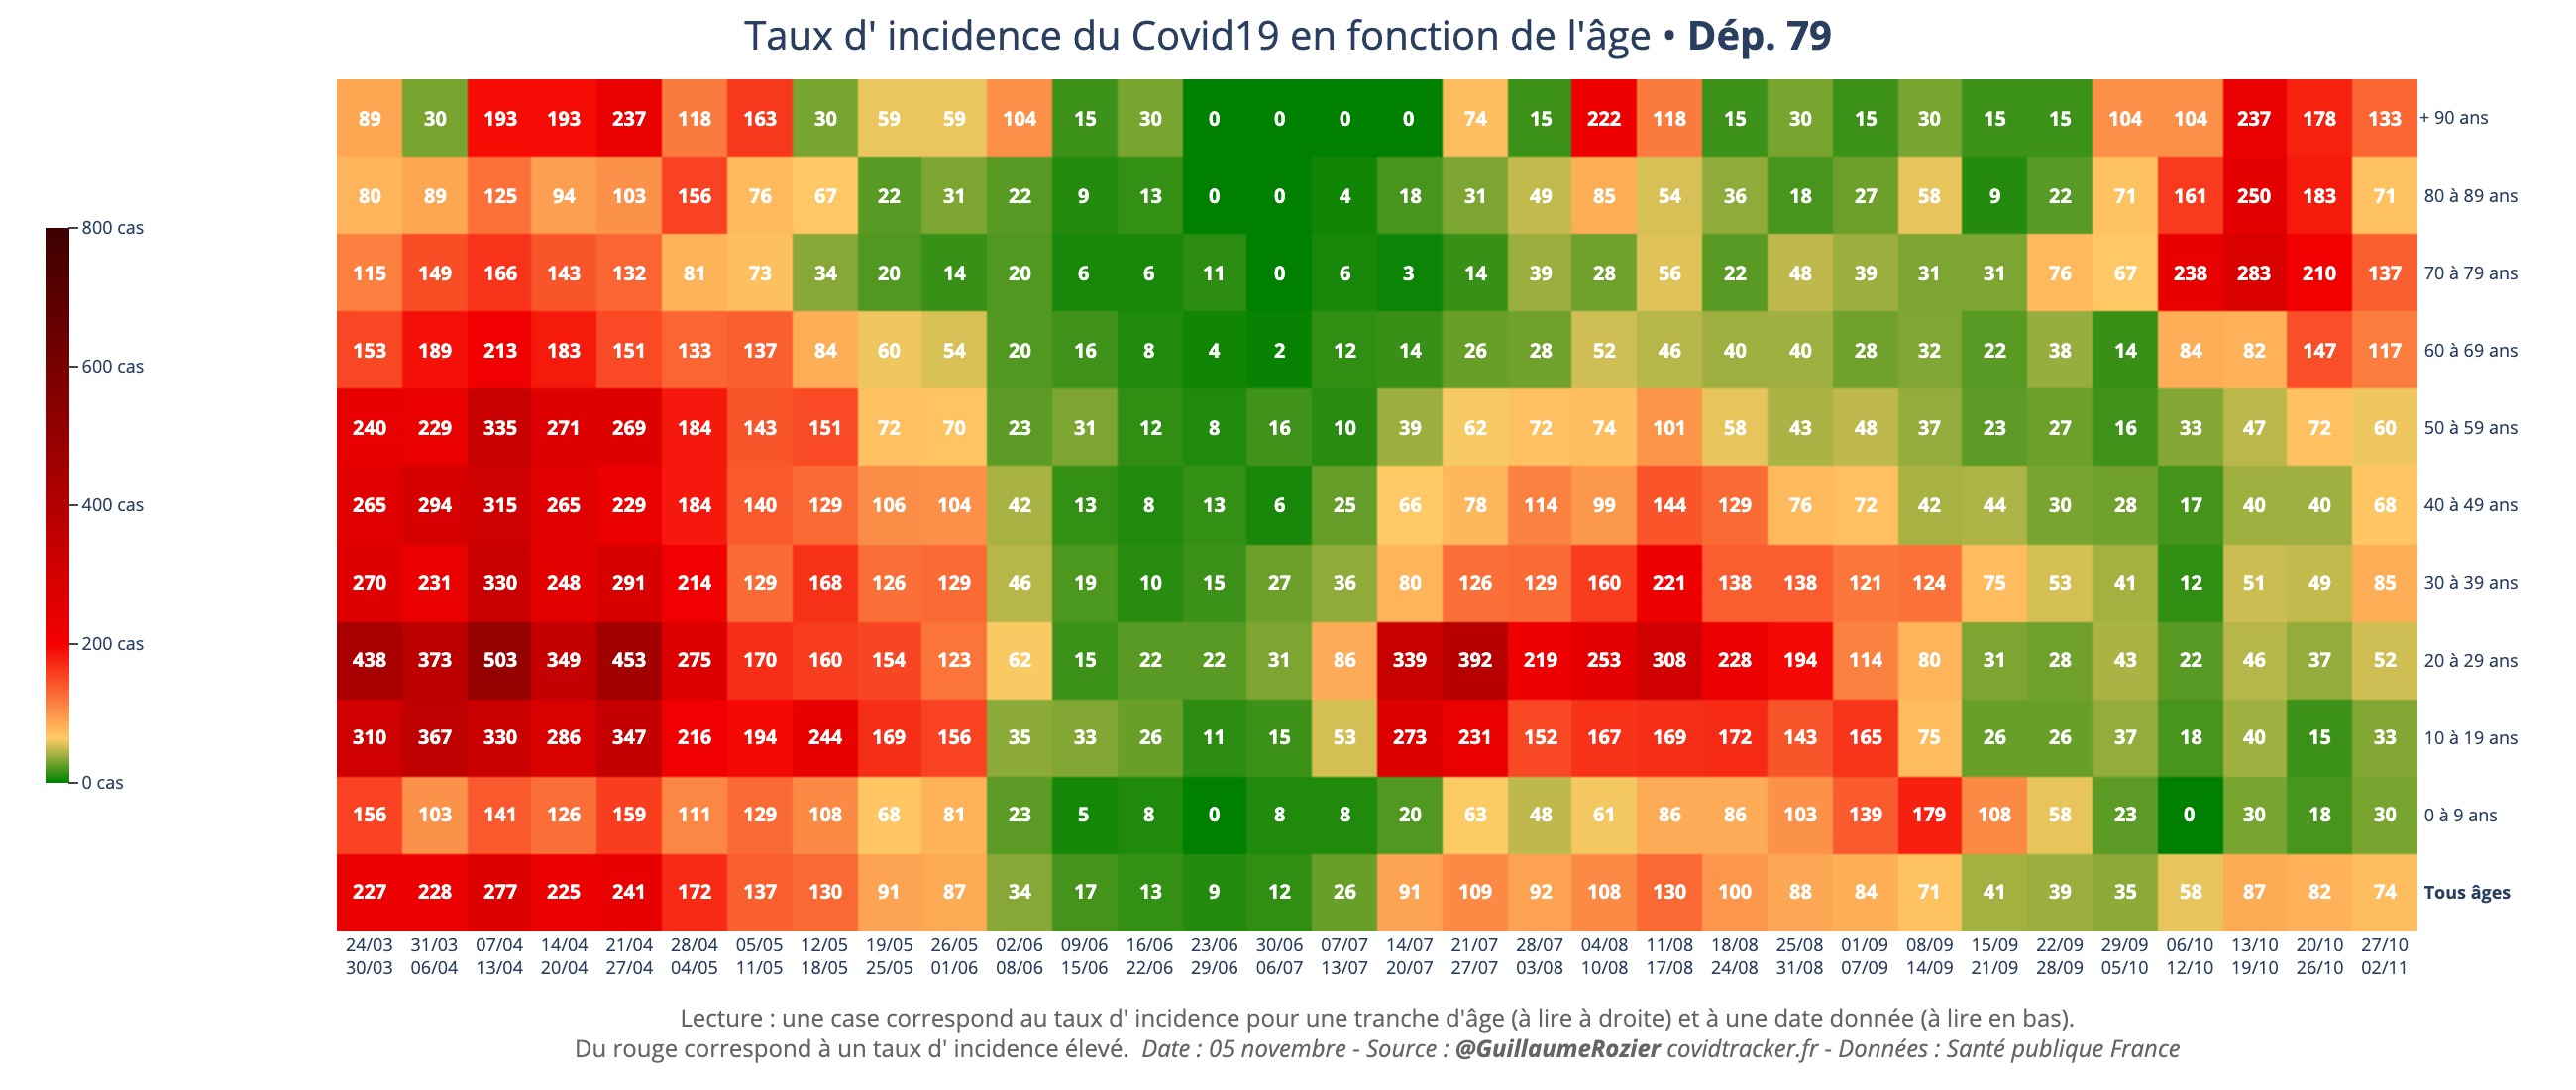 Taux d' incidence du Covid19 en fonction de l'âge • Dép. 79
89 30 193 193 237 118 163 30 59 59 104 15 30 0 0 0 0 74 15 222 118 15 30 15 30 15 15 104 104 237 178 133 + 90 ans
80 89 125 94 103 156 76 67 22 31 22 9 13 0 0 4 18 31 49 85 54 36 18 27 58 9 22 71 161 250 183 71 80 à 89 ans
800 cas
115 149 166 143 132 81 73 34 20 14 20 6 6 11 0 6 3 14 39 28 56 22 48 39 31 31 76 67 238 283 210 137 70 à 79 ans
153 189 213 183 151 133 137 84 60 54 20 16 8 4 2 12 14 26 28 52 46 40 40 28 32 22 38 14 84 82 147 117 60 à 69 ans
600 cas
240 229 335 271 269 184 143 151 72 70 23 31 12 8 16 10 39 62 72 74 101 58 43 48 37 23 27 16 33 47 72 60 50 à 59 ans
400 cas
265 294 315 265 229 184 140 129 106 104 42 13 8 13 6 25 66 78 114 99 144 129 76 72 42 44 30 28 17 40 40 68 40 à 49 ans
270 231 330 248 291 214 129 168 126 129 46 19 10 15 27 36 80 126 129 160 221 138 138 121 124 75 53 41 12 51 49 85 30 à 39 ans
200 cas
438 373 503 349 453 275 170 160 154 123 62 15 22 22 31 86 339 392 219 253 308 228 194 114 80 31 28 43 22 46 37 52 20 à 29 ans
310 367 330 286 347 216 194 244 169 156 35 33 26 11 15 53 273 231 152 167 169 172 143 165 75 26 26 37 18 40 15 33 10 à 19 ans
0 cas
156 103 141 126 159 111 129 108 68 81 23 5 8 0 8 8 20 63 48 61 86 86 103 139 179 108 58 23 0 30 18 30 0 à 9 ans
227 228 277 225 241 172 137 130 91 87 34 17 13 9 12 26 91 109 92 108 130 100 88 84 71 41 39 35 58 87 82 74 Tous âges
24/03 31/03 07/04 14/04 21/04 28/04 05/05 12/05 19/05 26/05 02/06 09/06 16/06 23/06 30/06 07/07 14/07 21/07 28/07 04/08 11/08 18/08 25/08 01/09 08/09 15/09 22/09 29/09 06/10 13/10 20/10 27/10
30/03 06/04 13/04 20/04 27/04 04/05 11/05 18/05 25/05 01/06 08/06 15/06 22/06 29/06 06/07 13/07 20/07 27/07 03/08 10/08 17/08 24/08 31/08 07/09 14/09 21/09 28/09 05/10 12/10 19/10 26/10 02/11
Lecture : une case correspond au taux d' incidence pour une tranche d'âge (à lire à droite) et à une date donnée (à lire en bas).
Du rouge correspond à un taux d' incidence élevé. Date : 05 novembre - Source : @GuillaumeRozier covidtracker.fr - Données : Santé publique France